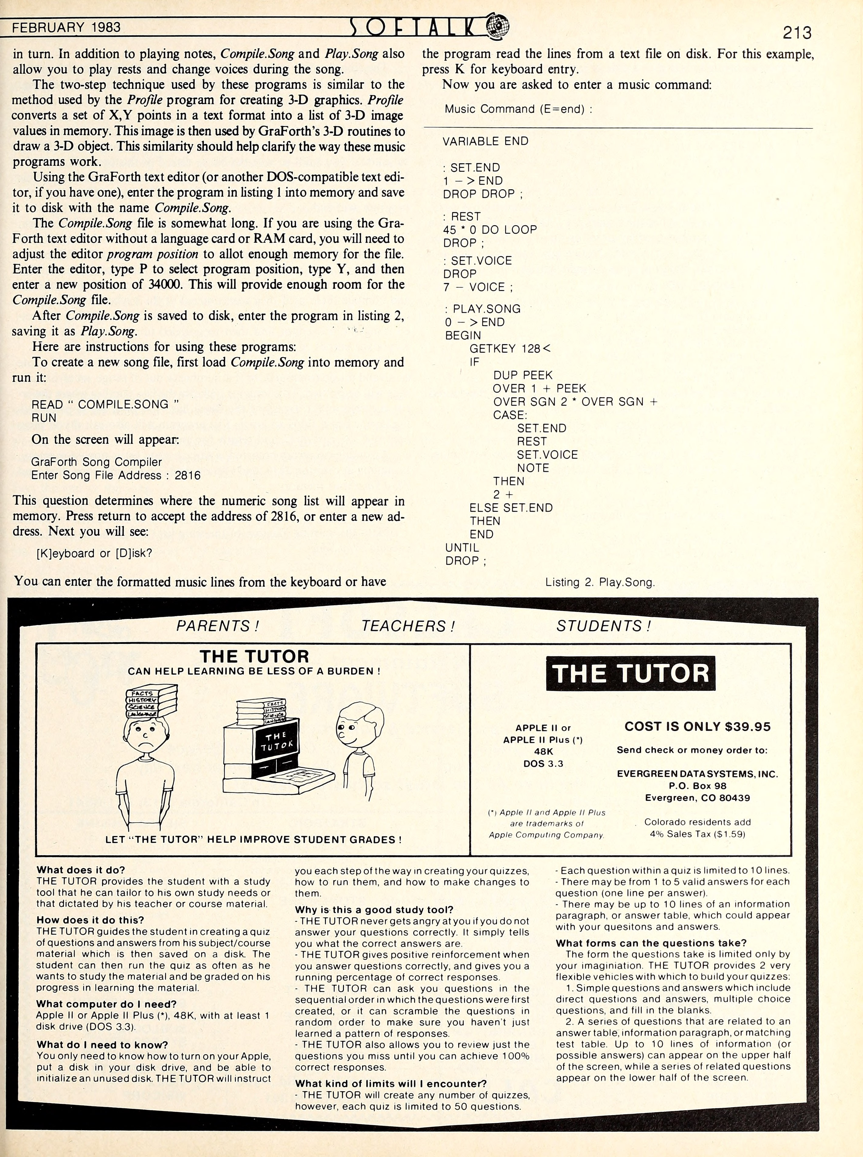 FEBRUARY 1983
SOFTALK
213
in turn. In addition to playing notes, Compile.Song and Play.Song also
allow you to play rests and change voices during the song.
The two-step technique used by these programs is similar to the
method used by the Profile program for creating 3-D graphics. Profile
converts a set of X,Y points in a text format into a list of 3-D image
values in memory. This image is then used by GraForth's 3-D routines to
draw a 3-D object. This similarity should help clarify the way these music
programs work.
Using the GraForth text editor (or another DOS-compatible text edi-
tor, if you have one), enter the program in listing 1 into memory and save
it to disk with the name Compile.Song.
The Compile.Song file is somewhat long. If you are using the Gra-
Forth text editor without a language card or RAM card, you will need to
adjust the editor program position to allot enough memory for the file.
Enter the editor, type P to select program position, type Y, and then
enter a new position of 34000. This will provide enough room for the
Compile.Song file.
After Compile.Song is saved to disk, enter the program in listing 2,
saving it as Play.Song.
Here are instructions for using these programs:
To create a new song file, first load Compile.Song into memory and
run it:
READ " COMPILE.SONG "
RUN
On the screen will appear:
GraForth Song Compiler
Enter Song File Address : 2816
This question determines where the numeric song list will appear in
memory. Press return to accept the address of 2816, or enter a new ad-
dress. Next you will see:
[K]eyboard or [D]isk?
You can enter the formatted music lines from the keyboard or have
the program read the lines from a text file on disk. For this example,
press K for keyboard entry.
Now you are asked to enter a music command:
Music Command (E=end) :
VARIABLE END
: SET.END
1 - > END
DROP DROP ;
: REST
45 * 0 DO LOOP
DROP ;
: SET.VOICE
DROP
7 - VOICE ;
: PLAY.SONG
0 - > END
BEGIN
GETKEY 128 <
IF
DUP PEEK
OVER 1 + PEEK
OVER SGN 2 * OVER SGN +
CASE:
SET.END
REST
SET.VOICE
NOTE
THEN
2 +
ELSE SET.END
THEN
END
UNTIL
DROP ;
Listing 2. Play.Song.
PARENTS !
TEACHERS !
STUDENTS !
THE TUTOR
CAN HELP LEARNING BE LESS OF A BURDEN !
FACTS
HISTORY
SCIENCE
LANGUAGE
FACTS
HISTORY
SCIENCE
THE
TUTOR
LET "THE TUTOR" HELP IMPROVE STUDENT GRADES !
THE TUTOR
APPLE II or
APPLE II Plus (*)
48K
DOS 3.3
(*) Apple II and Apple II Plus
are trademarks of
Apple Computing Company.
COST IS ONLY $39.95
Send check or money order to:
EVERGREEN DATA SYSTEMS, INC.
P.O. Box 98
Evergreen, CO 80439
Colorado residents add
4% Sales Tax ($1.59)
What does it do?
THE TUTOR provides the student with a study
tool that he can tailor to his own study needs or
that dictated by his teacher or course material.
How does it do this?
THE TUTOR guides the student in creating a quiz
of questions and answers from his subject/course
material which is then saved on a disk. The
student can then run the quiz as often as he
wants to study the material and be graded on his
progress in learning the material.
What computer do I need?
Apple II or Apple II Plus (*), 48K, with at least 1
disk drive (DOS 3.3).
What do I need to know?
You only need to know how to turn on your Apple,
put a disk in your disk drive, and be able to
initialize an unused disk. THE TUTOR will instruct
you each step of the way in creating your quizzes,
how to run them, and how to make changes to
them.
Why is this a good study tool?
- THE TUTOR never gets angry at you if you do not
answer your questions correctly. It simply tells
you what the correct answers are.
- THE TUTOR gives positive reinforcement when
you answer questions correctly, and gives you a
running percentage of correct responses.
- THE TUTOR can ask you questions in the
sequential order in which the questions were first
created, or it can scramble the questions in
random order to make sure you haven't just
learned a pattern of responses.
- THE TUTOR also allows you to review just the
questions you miss until you can achieve 100%
correct responses.
What kind of limits will I encounter?
- THE TUTOR will create any number of quizzes,
however, each quiz is limited to 50 questions.
- Each question within a quiz is limited to 10 lines.
- There may be from 1 to 5 valid answers for each
question (one line per answer).
- There may be up to 10 lines of an information
paragraph, or answer table, which could appear
with your quesitons and answers.
What forms can the questions take?
The form the questions take is limited only by
your imaginiation. THE TUTOR provides 2 very
flexible vehicles with which to build your quizzes:
1. Simple questions and answers which include
direct questions and answers, multiple choice
questions, and fill in the blanks.
2. A series of questions that are related to an
answer table, information paragraph, or matching
test table. Up to 10 lines of information (or
possible answers) can appear on the upper half
of the screen, while a series of related questions
appear on the lower half of the screen.